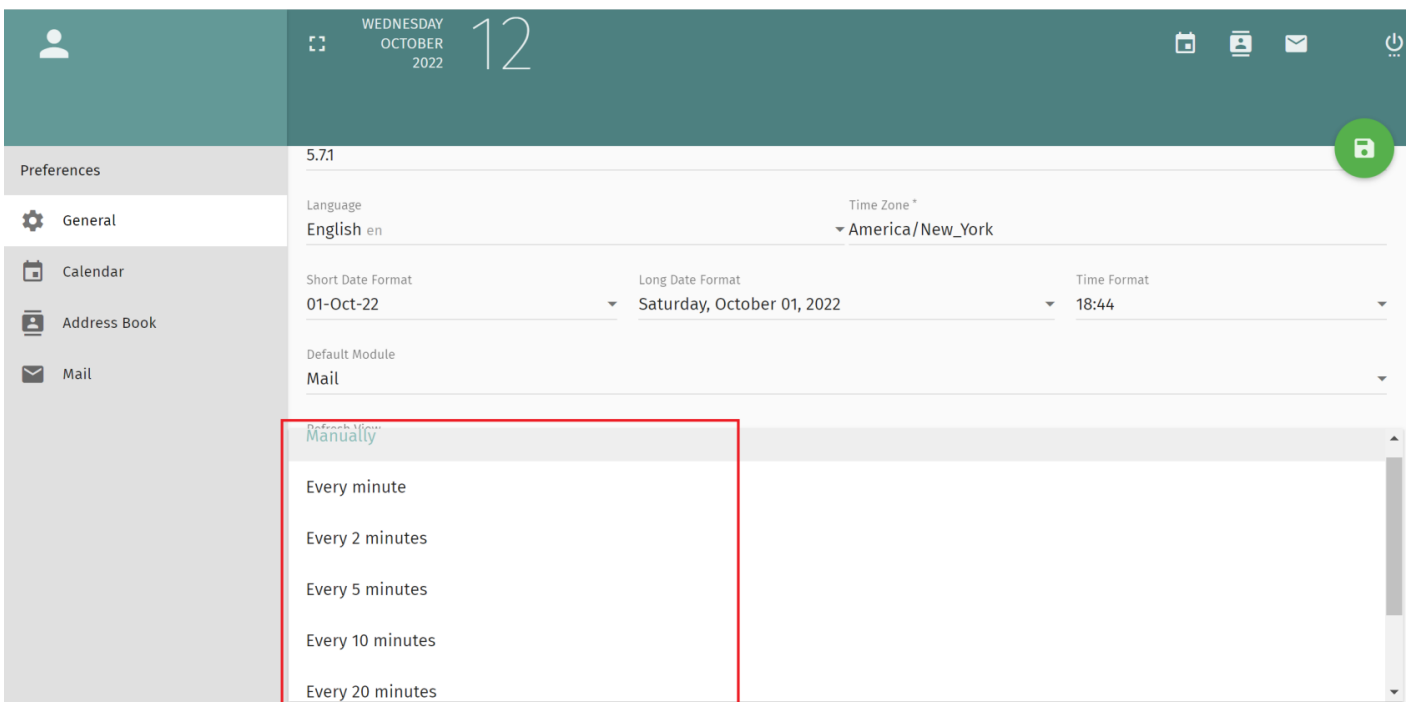 WEDNESDAY
OCTOBER
2022
12
Preferences
General
Calendar
Address Book
Mail
5.7.1
Language
English en
Time Zone *
America/New_York
Short Date Format
01-Oct-22
Long Date Format
Saturday, October 01, 2022
Time Format
18:44
Default Module
Mail
Refresh View
Manually
Every minute
Every 2 minutes
Every 5 minutes
Every 10 minutes
Every 20 minutes